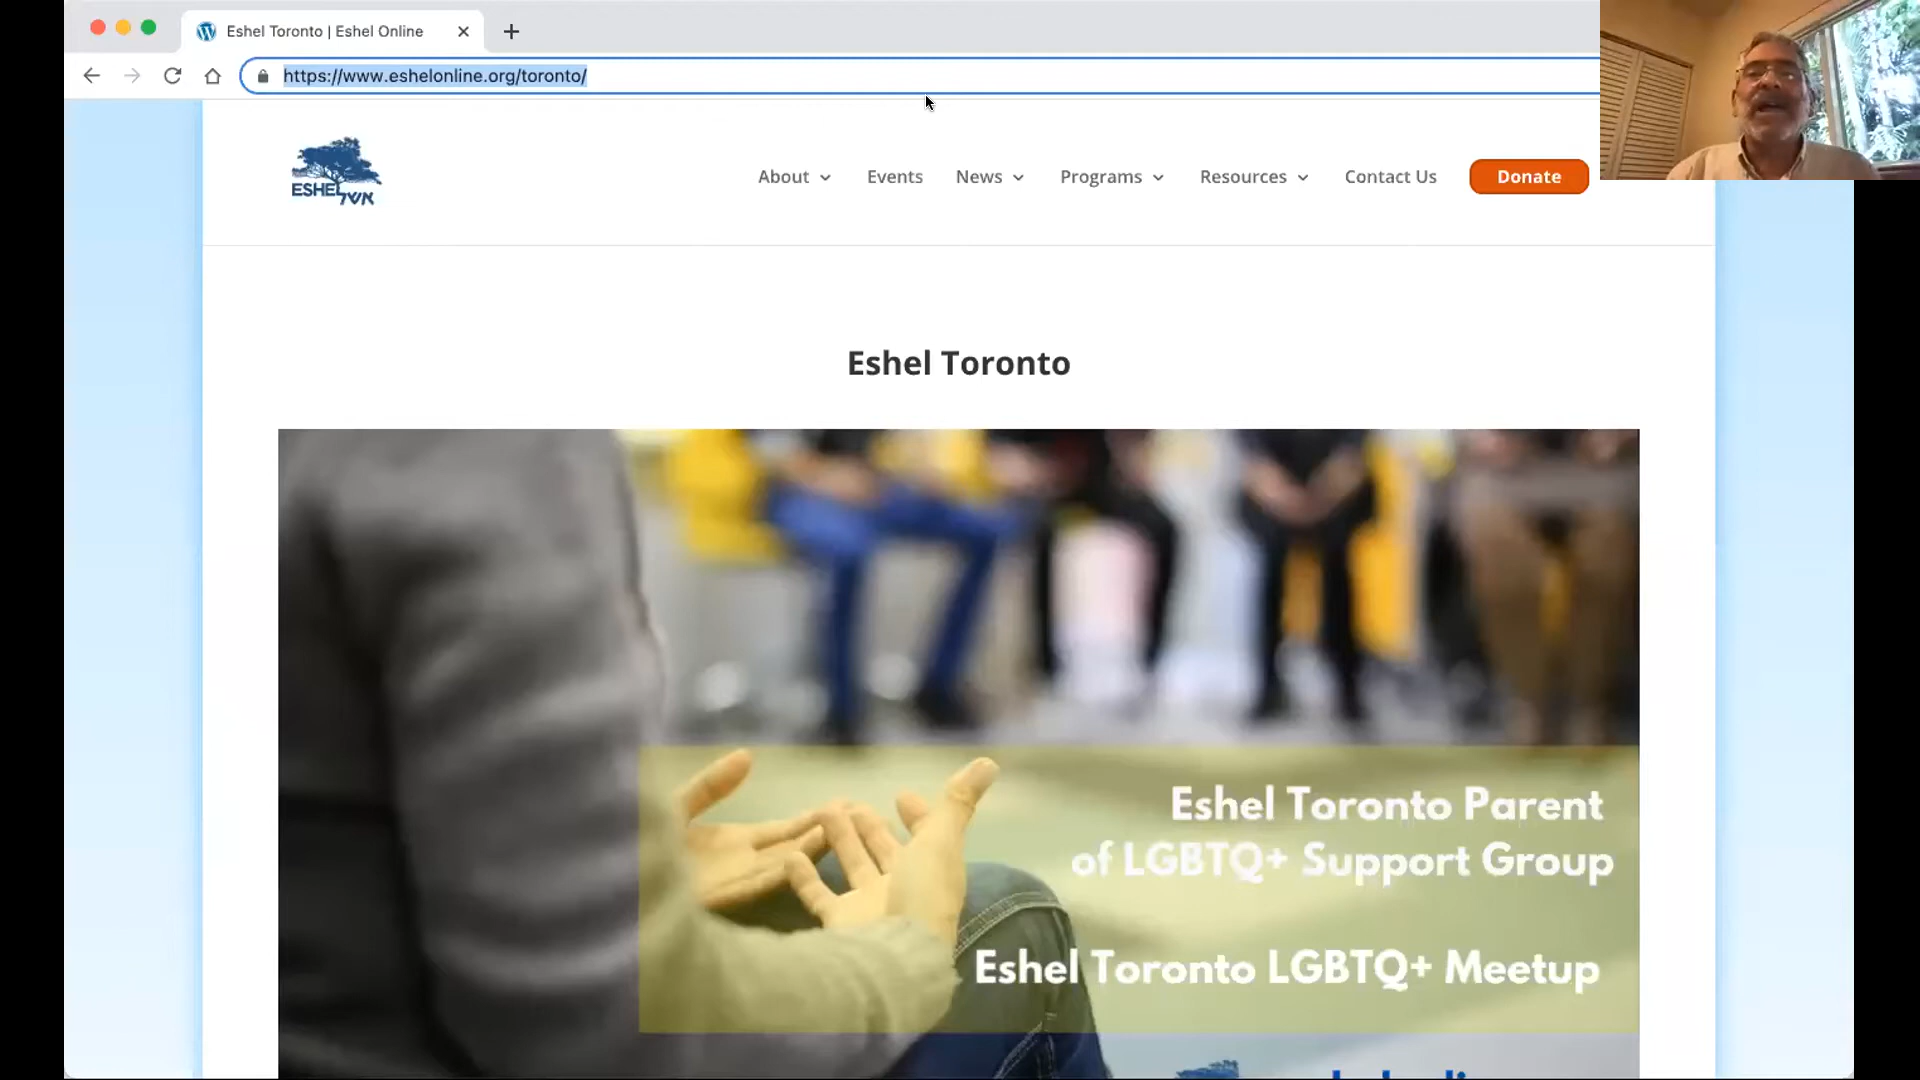 Eshel Toronto | Eshel Online
https://www.eshelonline.org/toronto/
ESHEL
אשל
About
Events
News
Programs
Resources
Contact Us
Donate
Eshel Toronto
Eshel Toronto Parent
of LGBTQ+ Support Group
Eshel Toronto LGBTQ+ Meetup